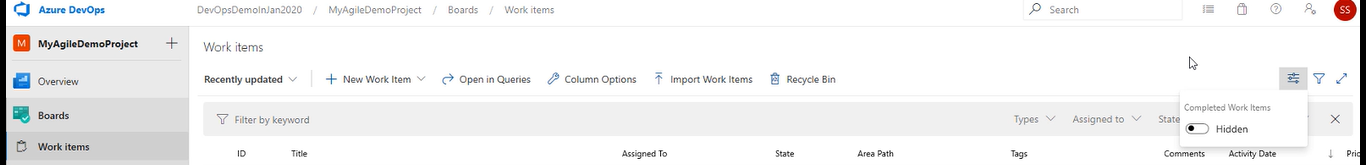 Azure DevOps
DevOpsDemoInJan2020 / MyAgileDemoProject / Boards / Work items
Search
SS
M MyAgileDemoProject
Work items
Overview
Recently updated
New Work Item
Open in Queries
Column Options
Import Work Items
Recycle Bin
Completed Work Items
Hidden
Boards
Filter by keyword
Types
Assigned to
State
Work items
ID Title Assigned To State Area Path Tags Comments Activity Date